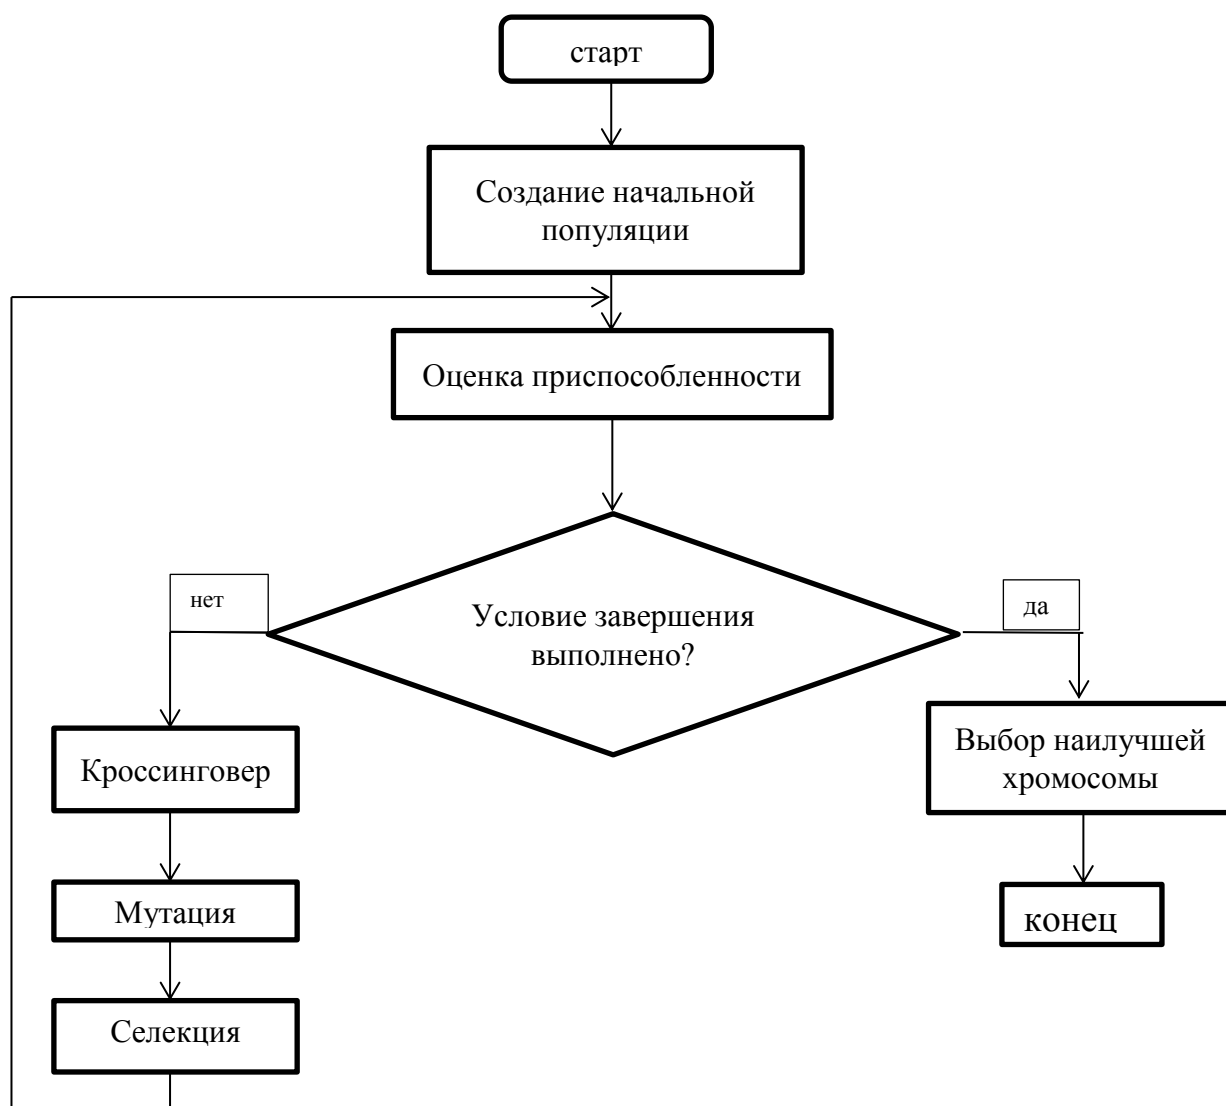 старт
Создание начальной
популяции
Оценка приспособленности
Условие завершения
выполнено?
нет
да
Кроссинговер
Мутация
Селекция
Выбор наилучшей
хромосомы
конец